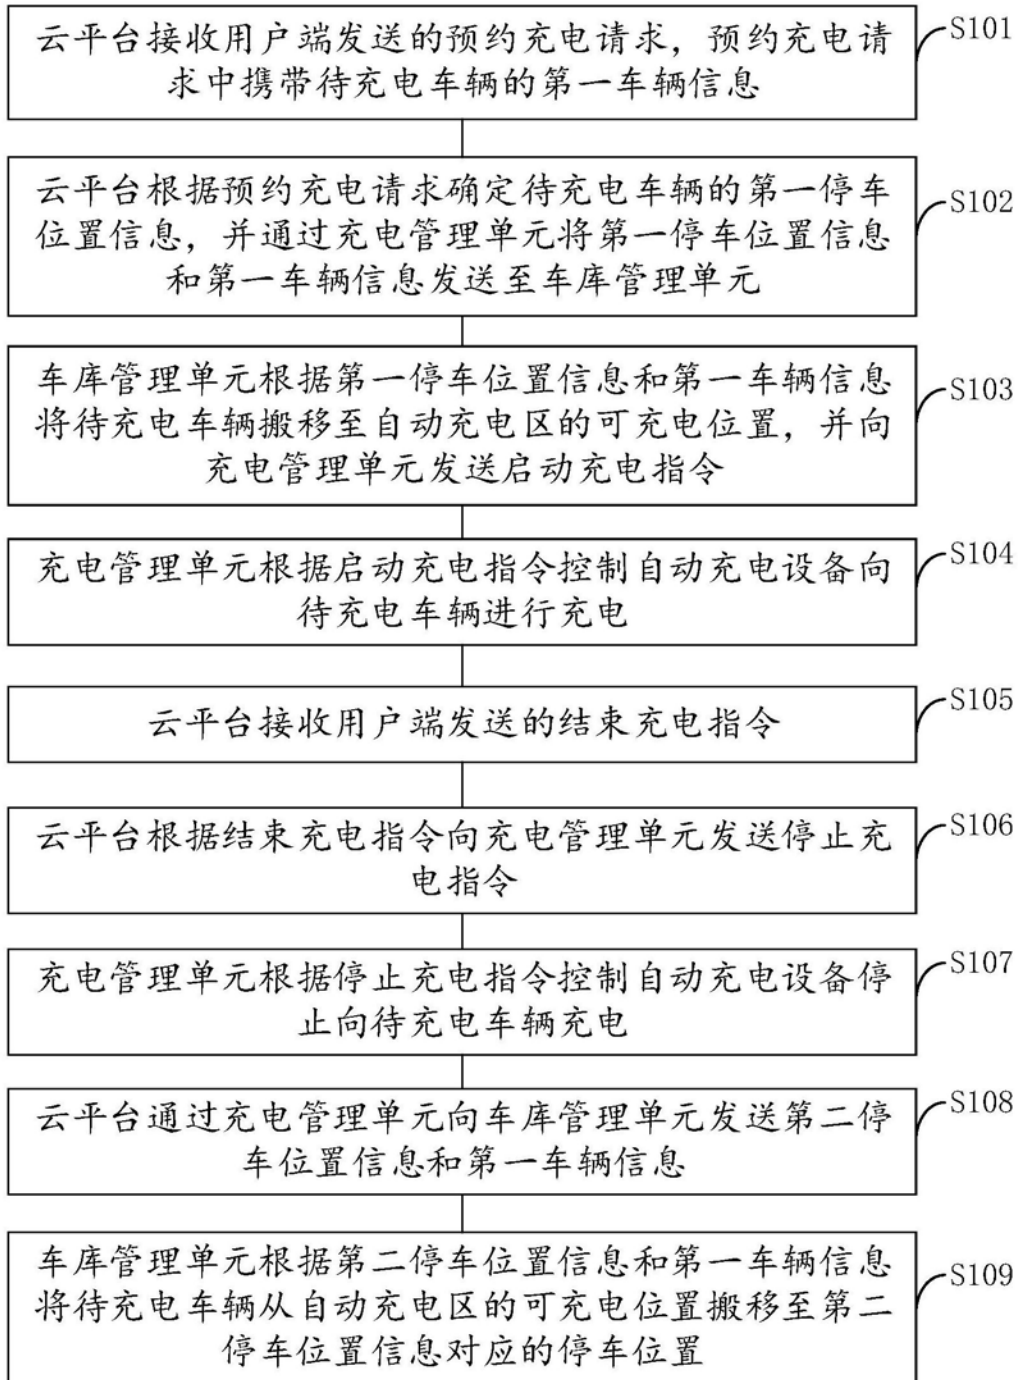 云平台接收用户端发送的预约充电请求，预约充电请
求中携带待充电车辆的第一车辆信息
S101
云平台根据预约充电请求确定待充电车辆的第一停车
位置信息，并通过充电管理单元将第一停车位置信息
和第一车辆信息发送至车库管理单元
S102
车库管理单元根据第一停车位置信息和第一车辆信息
将待充电车辆搬移至自动充电区的可充电位置，并向
充电管理单元发送启动充电指令
S103
充电管理单元根据启动充电指令控制自动充电设备向
待充电车辆进行充电
S104
云平台接收用户端发送的结束充电指令
S105
云平台根据结束充电指令向充电管理单元发送停止充
电指令
S106
充电管理单元根据停止充电指令控制自动充电设备停
止向待充电车辆充电
S107
云平台通过充电管理单元向车库管理单元发送第二停
车位置信息和第一车辆信息
S108
车库管理单元根据第二停车位置信息和第一车辆信息
将待充电车辆从自动充电区的可充电位置搬移至第二
停车位置信息对应的停车位置
S109